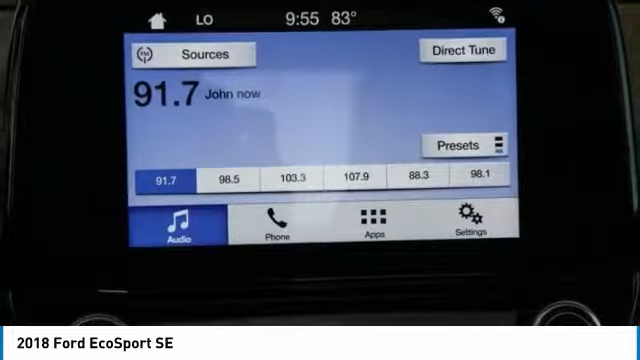 LO 9:55 83°
FM Sources Direct Tune
91.7 John now
Presets
91.7 98.5 103.3 107.9 88.3 98.1
Audio Phone Apps Settings
2018 Ford EcoSport SE